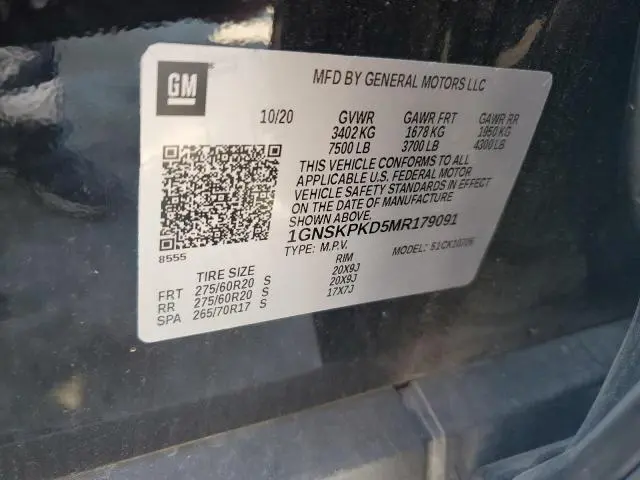 GM
MFD BY GENERAL MOTORS LLC
10/20 GVWR GAWR FRT GAWR RR
3402 KG 1678 KG 1950 KG
7500 LB 3700 LB 4300 LB
THIS VEHICLE CONFORMS TO ALL
APPLICABLE U.S. FEDERAL MOTOR
VEHICLE SAFETY STANDARDS IN EFFECT
ON THE DATE OF MANUFACTURE
SHOWN ABOVE.
1GNSKPKD5MR179091
8555 TYPE: M.P.V. MODEL:
TIRE SIZE RIM
FRT 275/60R20 S 20X9J
RR 275/60R20 S 20X9J
SPA 265/70R17 S 17X7J